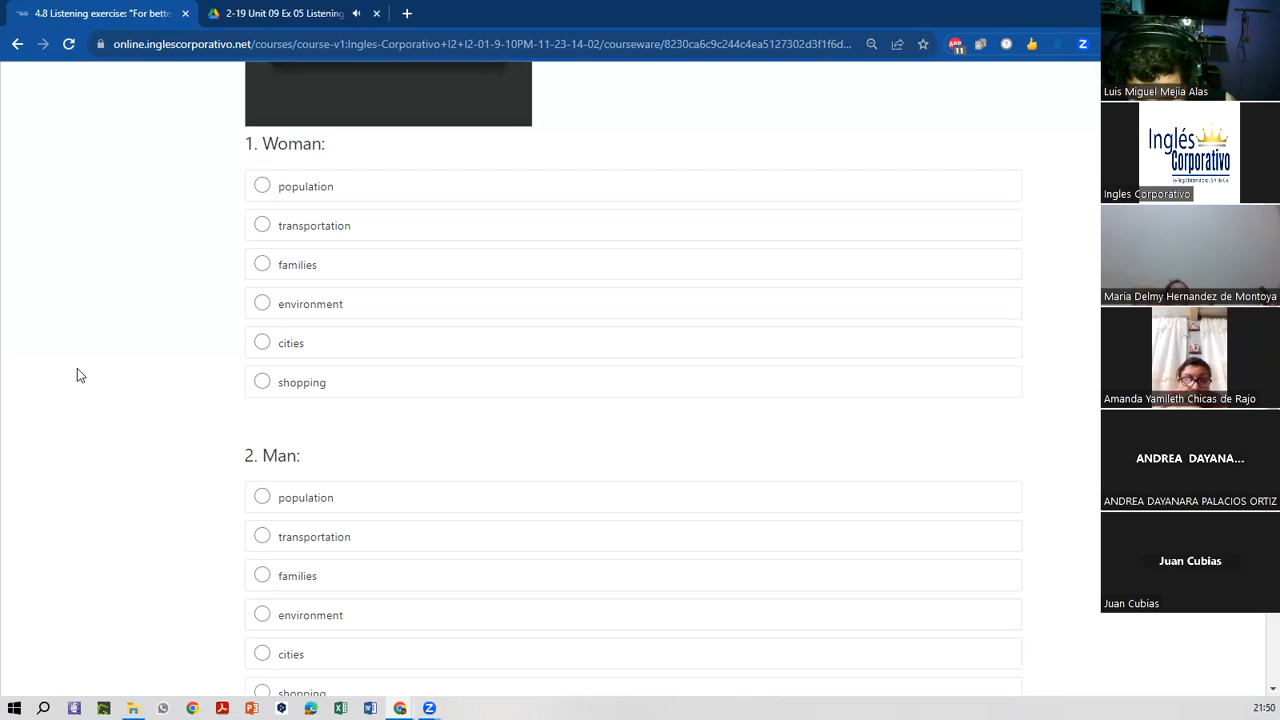 4.8 Listening exercise: "For bette
2-19 Unit 09 Ex 05 Listening
online.inglescorporativo.net/courses/course-v1:Ingles-Corporativo+I2+I2-01-3-10PM-11-23-14-02/courseware/8230ca6c9c244c4ea5127302d3f1f6d...
11
Z
1. Woman:
population
transportation
families
environment
cities
shopping
2. Man:
population
transportation
families
environment
cities
shopping
Luis Miguel Mejia Alas
Inglés
Corporativo
Ingles Corporativo
Maria Delmy Hernandez de Montoya
Amanda Yamileth Chicas de Rajo
ANDREA DAYANA...
ANDREA DAYANARA PALACIOS ORTIZ
Juan Cubias
Juan Cubias
21:50